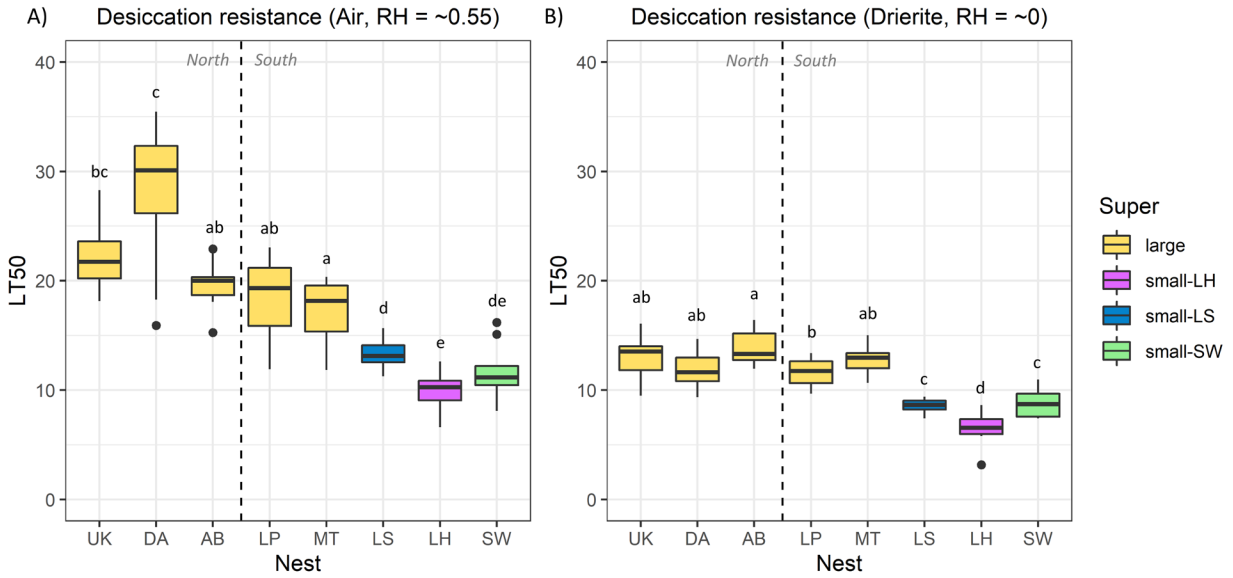 A) Desiccation resistance (Air, RH = ~0.55)
LT50
40
30
20
10
0
North South
bc c ab ab a d e de
UK DA AB LP MT LS LH SW
Nest
B) Desiccation resistance (Drierite, RH = ~0)
LT50
40
30
20
10
0
North South
ab ab a b ab c d c
UK DA AB LP MT LS LH SW
Nest
Super
large
small-LH
small-LS
small-SW